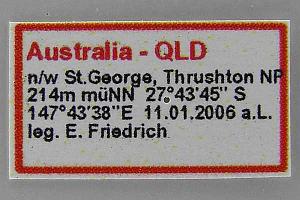 Australia - QLD
n/w St.George, Thrushton NP
214m müNN 27°43'45" S
147°43'38"E 11.01.2006 a.L.
leg. E. Friedrich